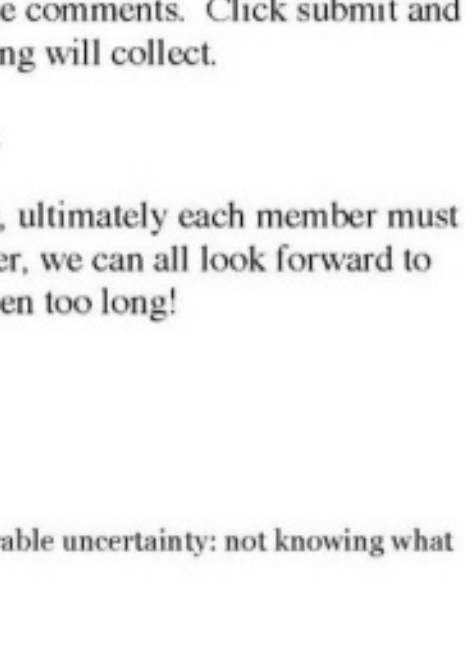 e comments. Click submit and
ng will collect.
, ultimately each member must
er, we can all look forward to
en too long!
able uncertainty: not knowing what